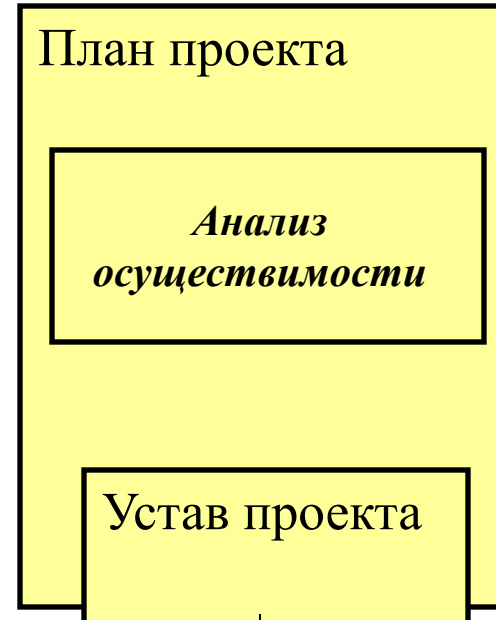 План проекта
Анализ
осуществимости
Устав проекта